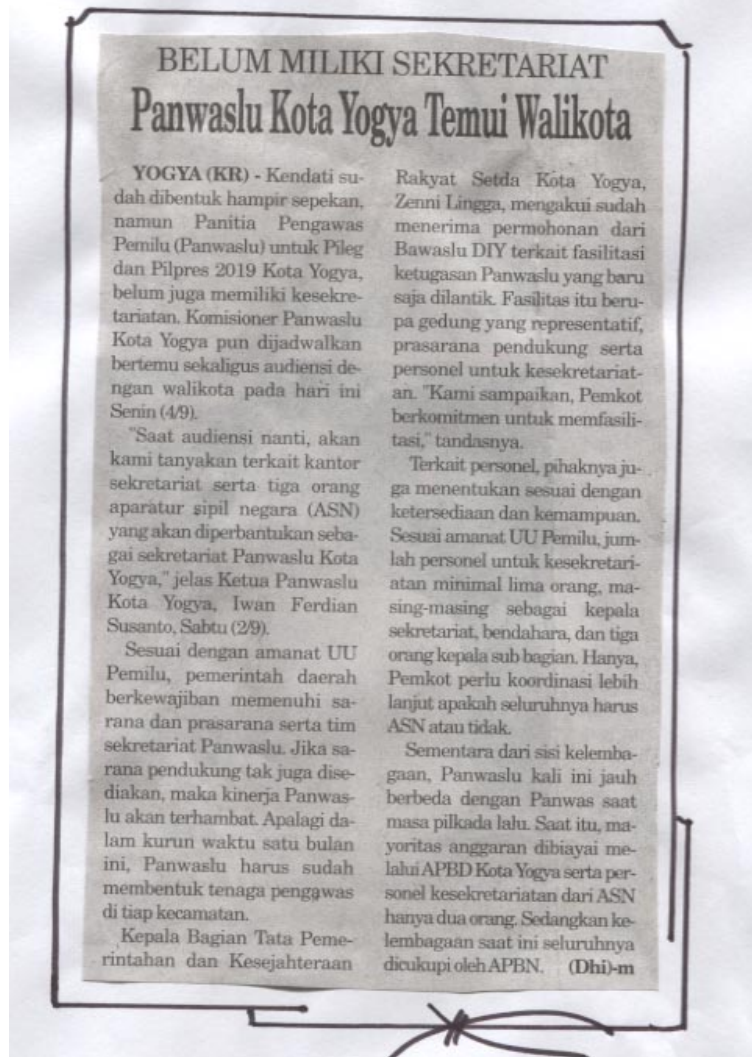 BELUM MILIKI SEKRETARIAT
Panwaslu Kota Yogya Temui Walikota
YOGYA (KR) - Kendati su-
dah dibentuk hampir sepekan,
namun Panitia Pengawas
Pemilu (Panwaslu) untuk Pileg
dan Pilpres 2019 Kota Yogya,
belum juga memiliki kesekre-
tariatan. Komisioner Panwaslu
Kota Yogya pun dijadwalkan
bertemu sekaligus audiensi de-
ngan walikota pada hari ini
Senin (4/9).
"Saat audiensi nanti, akan
kami tanyakan terkait kantor
sekretariat serta tiga orang
aparatur sipil negara (ASN)
yang akan diperbantukan seba-
gai sekretariat Panwaslu Kota
Yogya," jelas Ketua Panwaslu
Kota Yogya, Iwan Ferdian
Susanto, Sabtu (2/9).
Sesuai dengan amanat UU
Pemilu, pemerintah daerah
berkewajiban memenuhi sa-
rana dan prasarana serta tim
sekretariat Panwaslu. Jika sa-
rana pendukung tak juga dise-
diakan, maka kinerja Panwas-
lu akan terhambat. Apalagi da-
lam kurun waktu satu bulan
ini, Panwaslu harus sudah
membentuk tenaga pengawas
di tiap kecamatan.
Kepala Bagian Tata Peme-
rintahan dan Kesejahteraan
Rakyat Setda Kota Yogya,
Zenni Lingga, mengakui sudah
menerima permohonan dari
Bawaslu DIY terkait fasilitasi
ketugasan Panwaslu yang baru
saja dilantik. Fasilitas itu beru-
pa gedung yang representatif,
prasarana pendukung serta
personel untuk kesekretariat-
an. "Kami sampaikan, Pemkot
berkomitmen untuk memfasili-
tasi," tandasnya.
Terkait personel, pihaknya ju-
ga menentukan sesuai dengan
ketersediaan dan kemampuan.
Sesuai amanat UU Pemilu, jum-
lah personel untuk kesekretari-
atan minimal lima orang, ma-
sing-masing sebagai kepala
sekretariat, bendahara, dan tiga
orang kepala sub bagian. Hanya,
Pemkot perlu koordinasi lebih
lanjut apakah seluruhnya harus
ASN atau tidak.
Sementara dari sisi kelemba-
gaan, Panwaslu kali ini jauh
berbeda dengan Panwas saat
masa pilkada lalu. Saat itu, ma-
yoritas anggaran dibiayai me-
lalui APBD Kota Yogya serta per-
sonel kesekretariatan dari ASN
hanya dua orang. Sedangkan ke-
lembagaan saat ini seluruhnya
dicukupi oleh APBN. (Dhi)-m